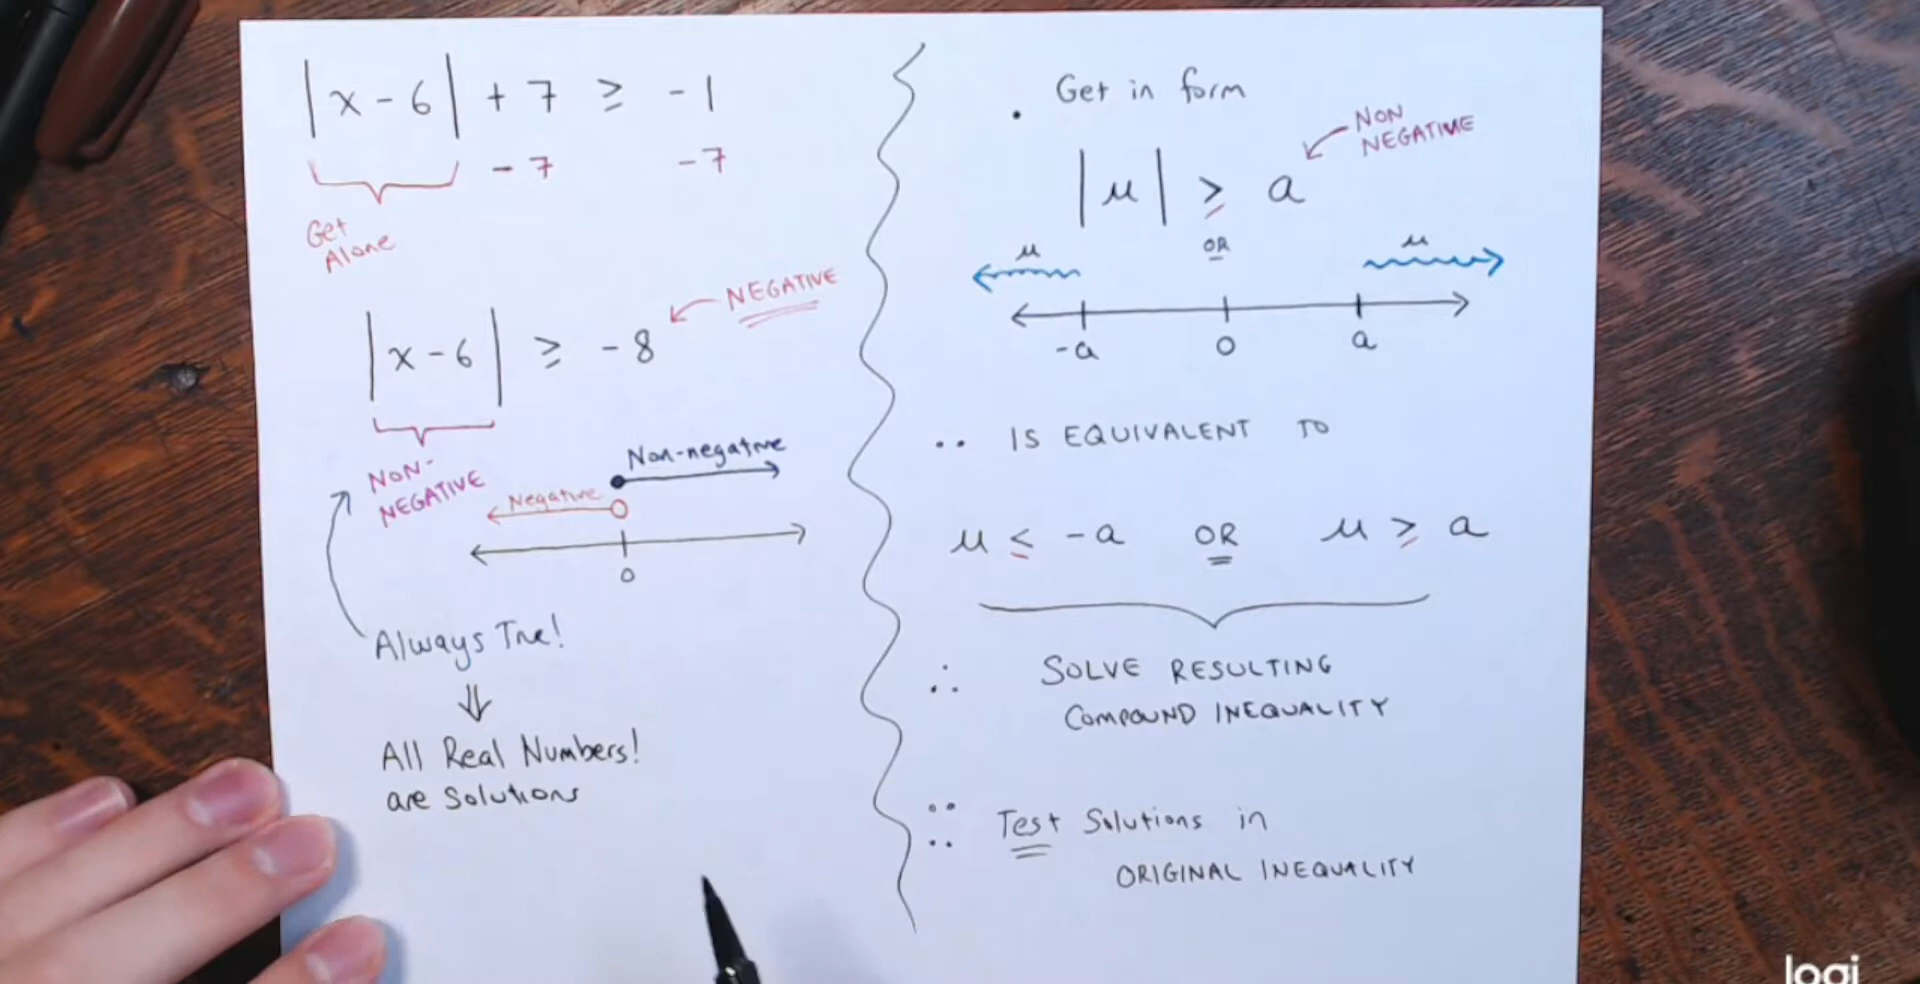 |x - 6| + 7 ≥ -1
- 7 -7
Get
Alone
|x - 6| ≥ -8
NEGATIVE
NON-
NEGATIVE
Non-negative
Negative
0
Always True!
⇓
All Real Numbers!
are solutions
. Get in form
NON
NEGATIVE
|μ| ≥ a
OR
μ μ
-a 0 a
.. IS EQUIVALENT TO
μ ≤ -a OR μ ≥ a
∴ SOLVE RESULTING
COMPOUND INEQUALITY
:: Test Solutions in
ORIGINAL INEQUALITY
logi